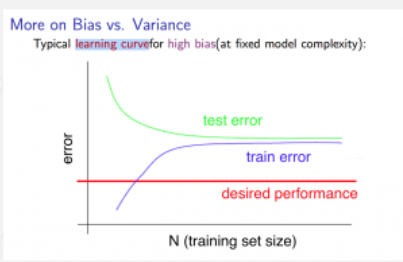 More on Bias vs. Variance
Typical learning curvefor high bias(at fixed model complexity):
test error
error
train error
desired performance
N (training set size)